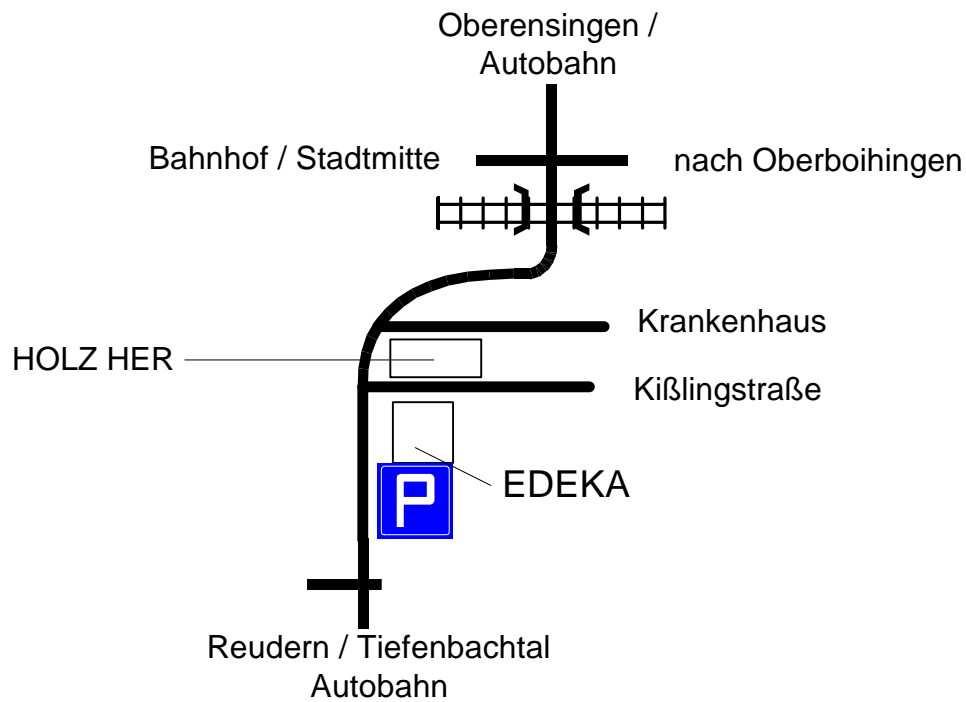 Oberensingen /
Autobahn
Bahnhof / Stadtmitte
nach Oberboihingen
Krankenhaus
HOLZ HER
Kißlingstraße
EDEKA
P
Reudern / Tiefenbachtal
Autobahn